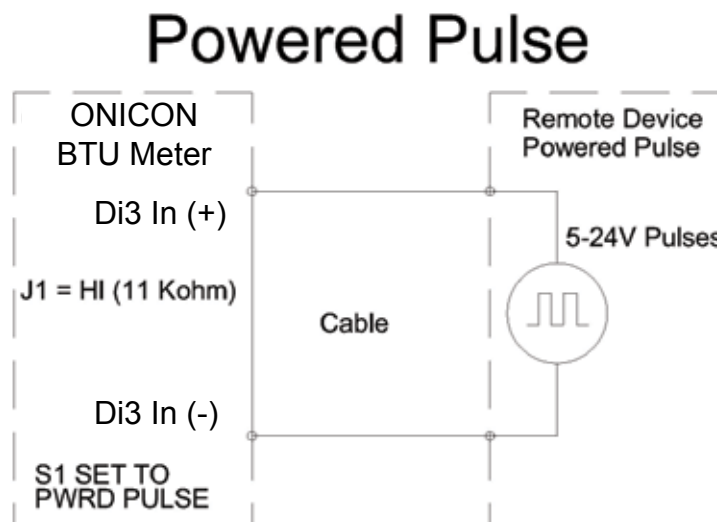 Powered Pulse
ONICON
BTU Meter
Remote Device
Powered Pulse
Di3 In (+)
5-24V Pulses
J1 = HI (11 Kohm)
Cable
Di3 In (-)
S1 SET TO
PWRD PULSE